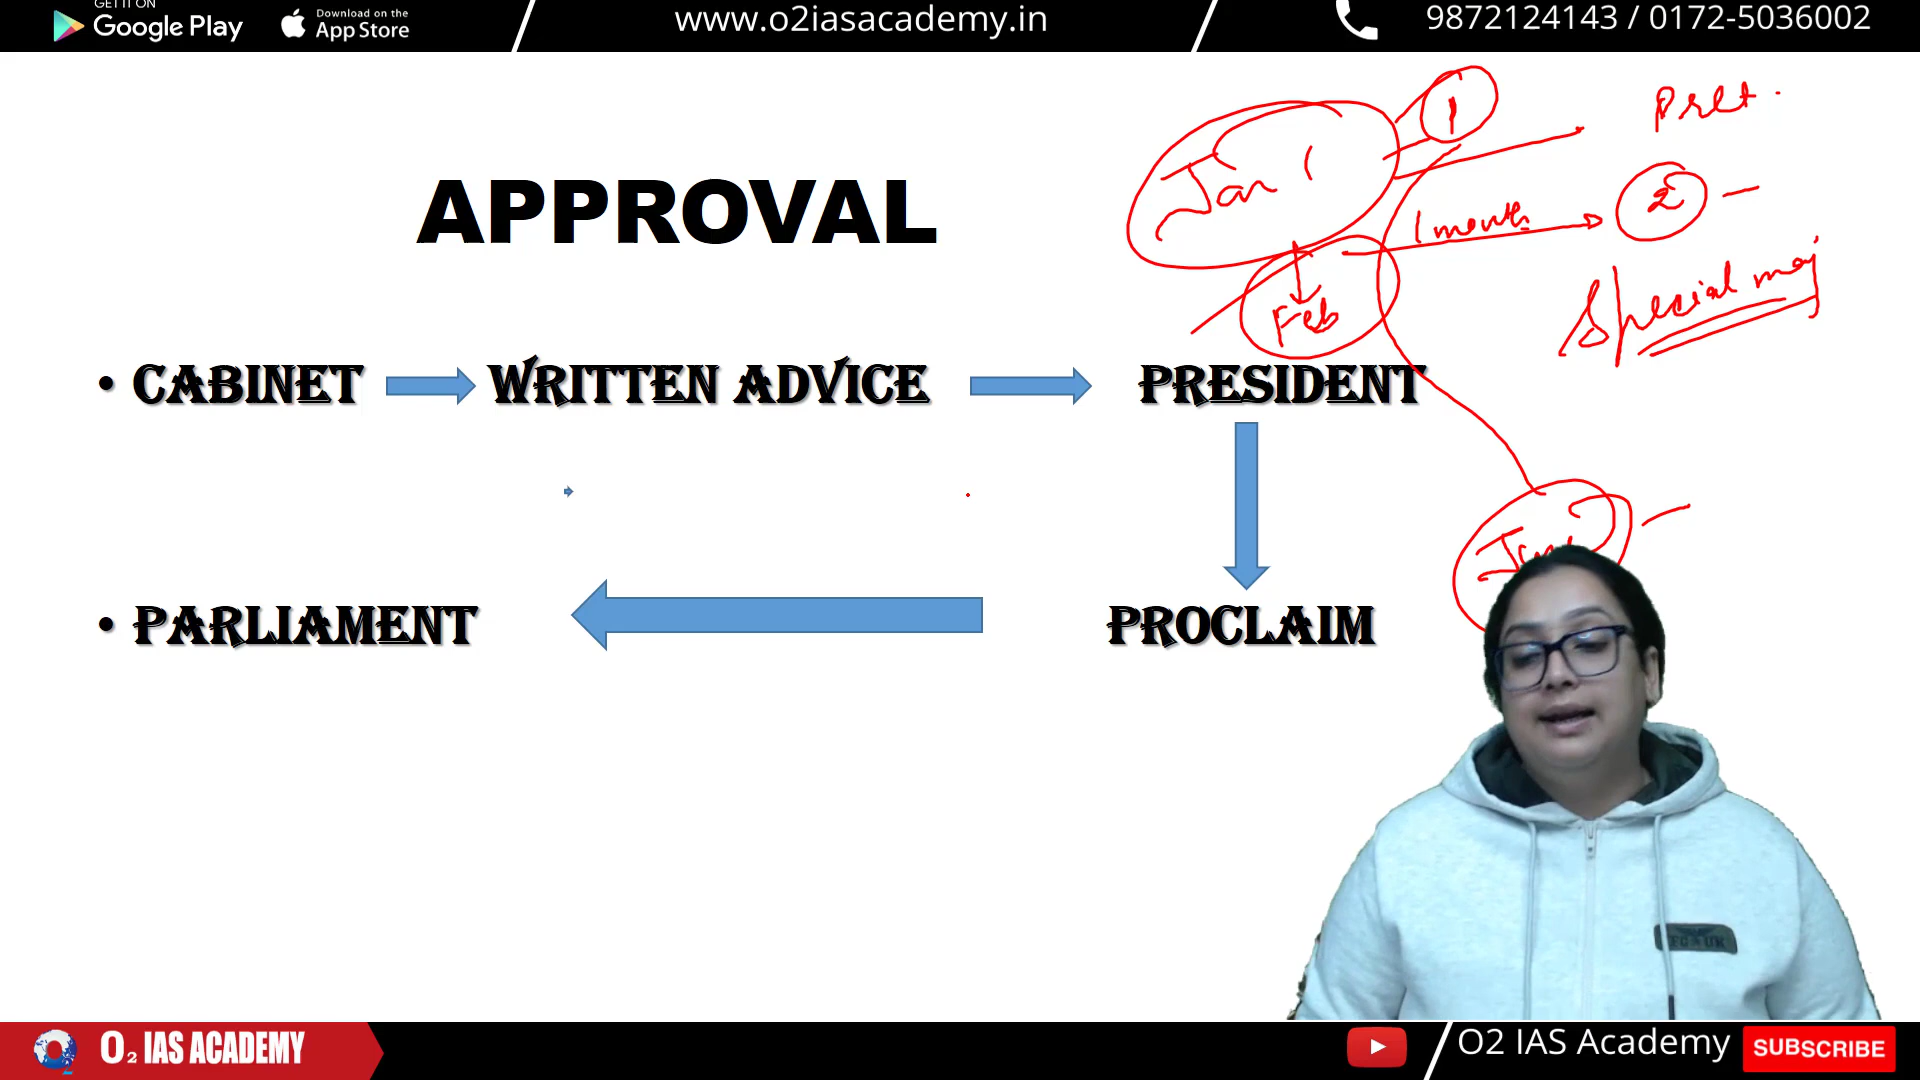 GET IT ON
Google Play
Download on the
App Store
www.o2iasacademy.in
9872124143 / 0172-5036002
APPROVAL
Jan 1
1
1 month
2
Special maj
Feb
• CABINET
WRITTEN ADVICE
PRESIDENT
• PARLIAMENT
PROCLAIM
O2 IAS ACADEMY
O2 IAS Academy
SUBSCRIBE